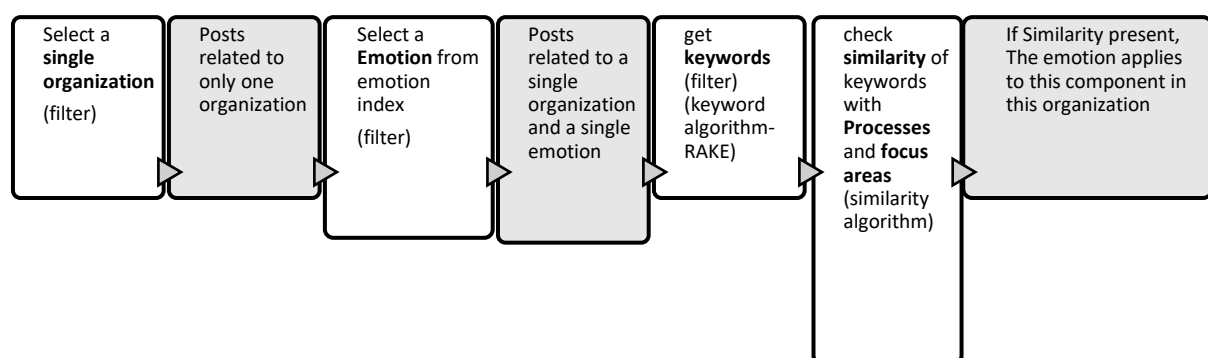 Select a
single
organization
(filter)
Posts
related to
only one
organization
Select a
Emotion from
emotion
index
(filter)
Posts
related to a
single
organization
and a single
emotion
get
keywords
(filter)
(keyword
algorithm-
RAKE)
check
similarity of
keywords
with
Processes
and focus
areas
(similarity
algorithm)
If Similarity present,
The emotion applies
to this component in
this organization